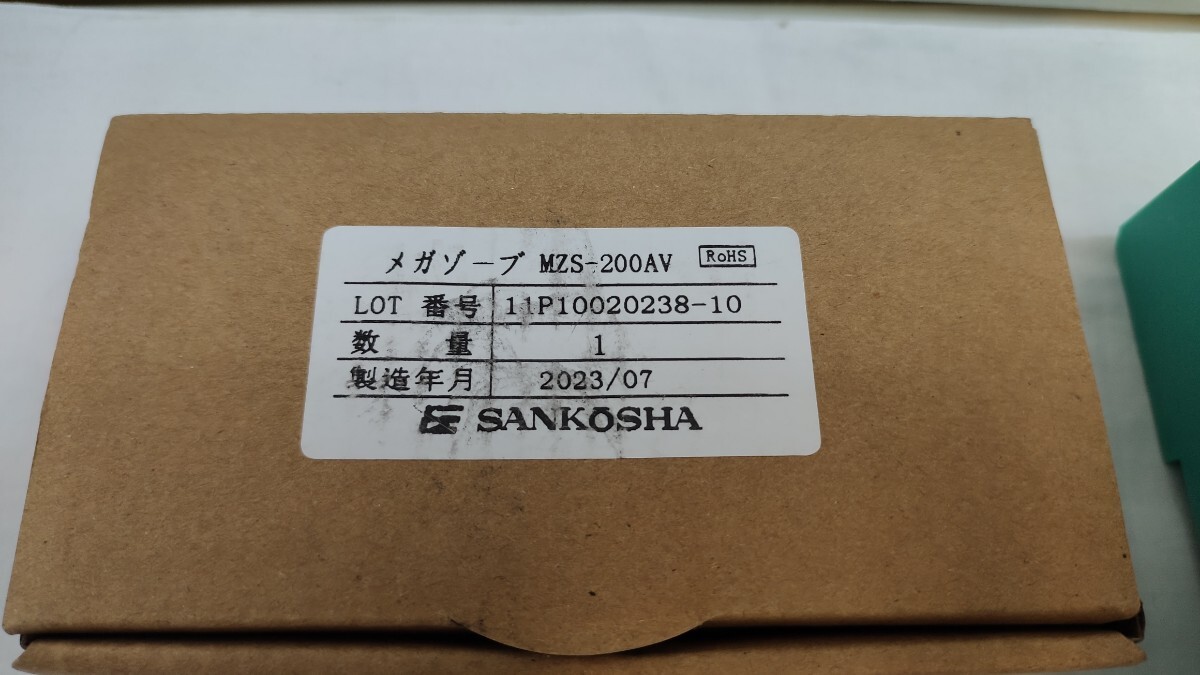 メガゾーブ MZS-200AV RoHS
LOT 番号 11P10020238-10
数 量 1
製造年月 2023/07
SANKŌSHA